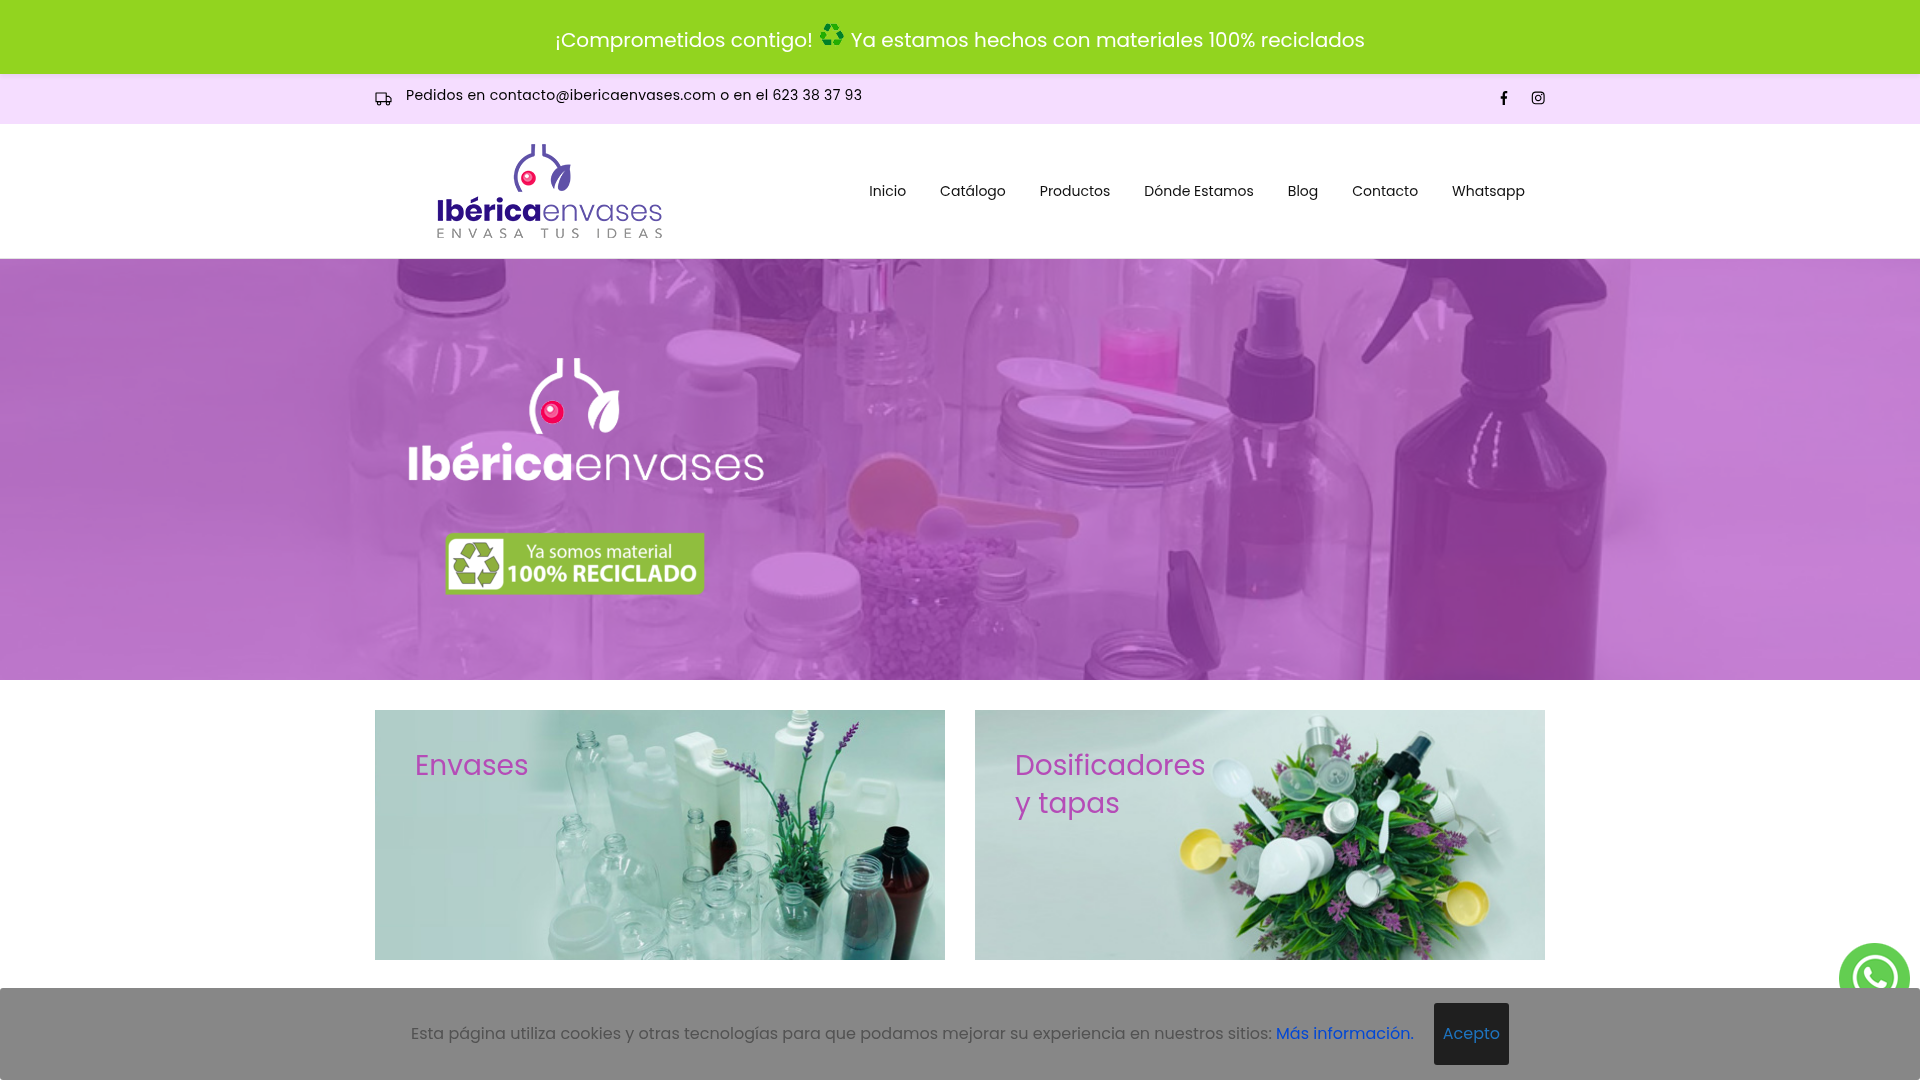 ¡Comprometidos contigo! ♻ Ya estamos hechos con materiales 100% reciclados
Pedidos en contacto@ibericaenvases.com o en el 623 38 37 93
Ibéricaenvases
ENVASA TUS IDEAS
Inicio
Catálogo
Productos
Dónde Estamos
Blog
Contacto
Whatsapp
Ibéricaenvases
Ya somos material
100% RECICLADO
Envases
Dosificadores
y tapas
Esta página utiliza cookies y otras tecnologías para que podamos mejorar su experiencia en nuestros sitios: Más información.
Acepto